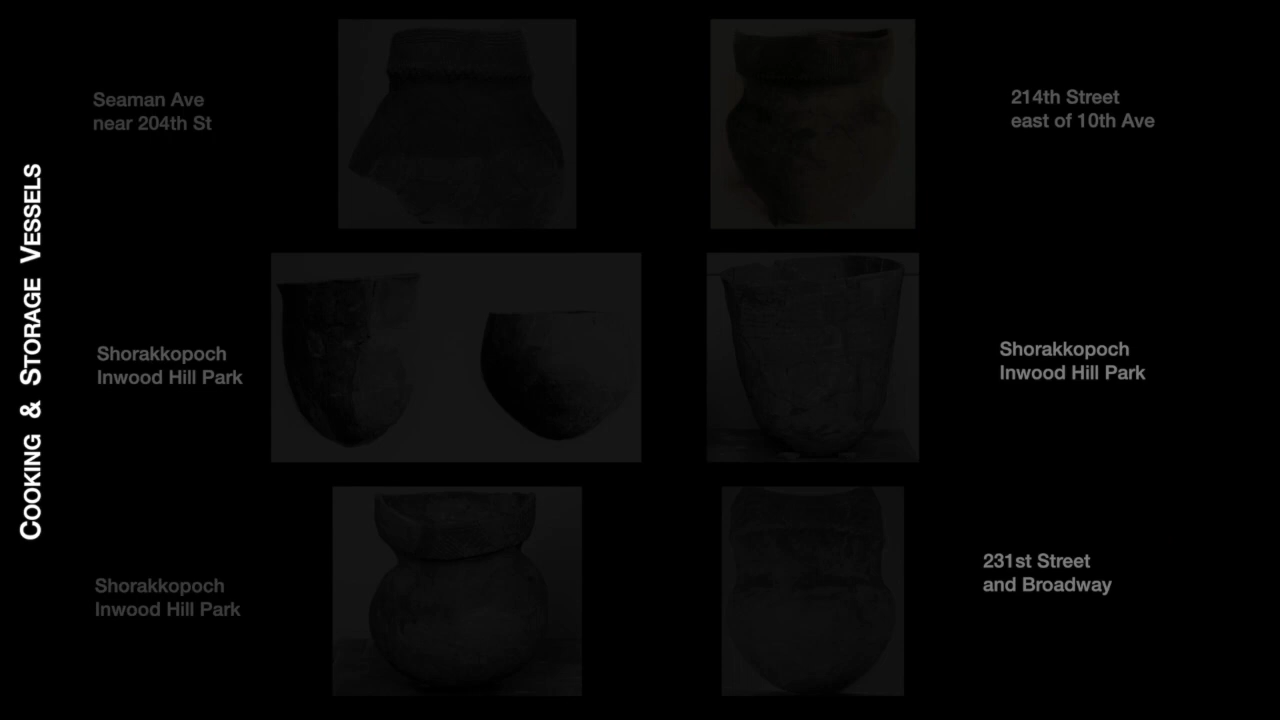 COOKING & STORAGE VESSELS
Seaman Ave
near 204th St
214th Street
east of 10th Ave
Shorakkopoch
Inwood Hill Park
Shorakkopoch
Inwood Hill Park
Shorakkopoch
Inwood Hill Park
231st Street
and Broadway